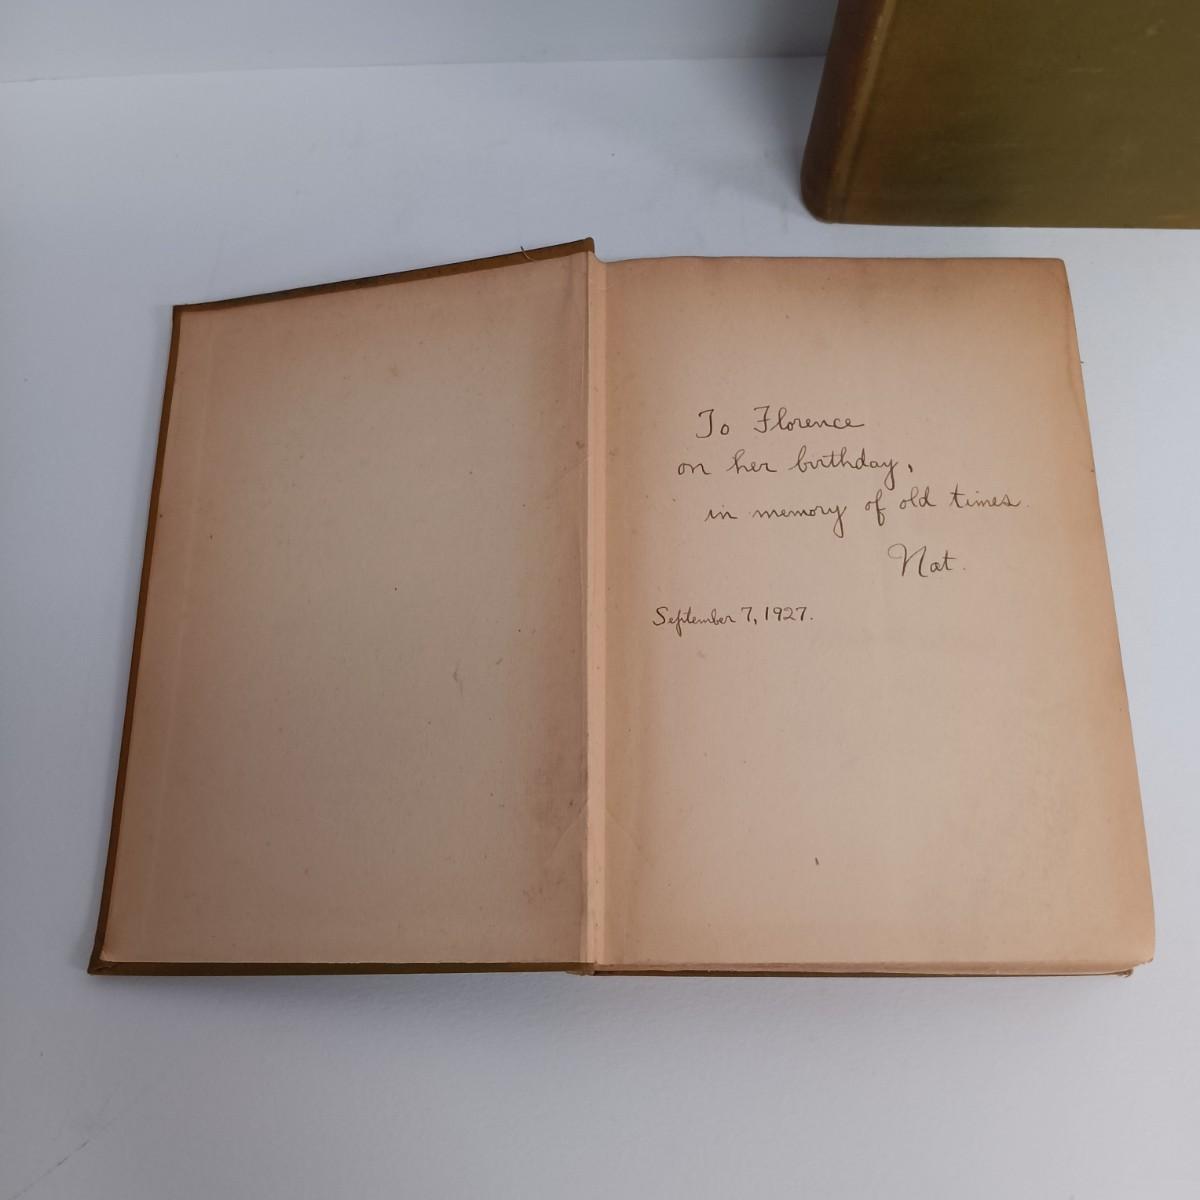 To Florence
on her birthday,
in memory of old times.
Nat.
September 7, 1927.